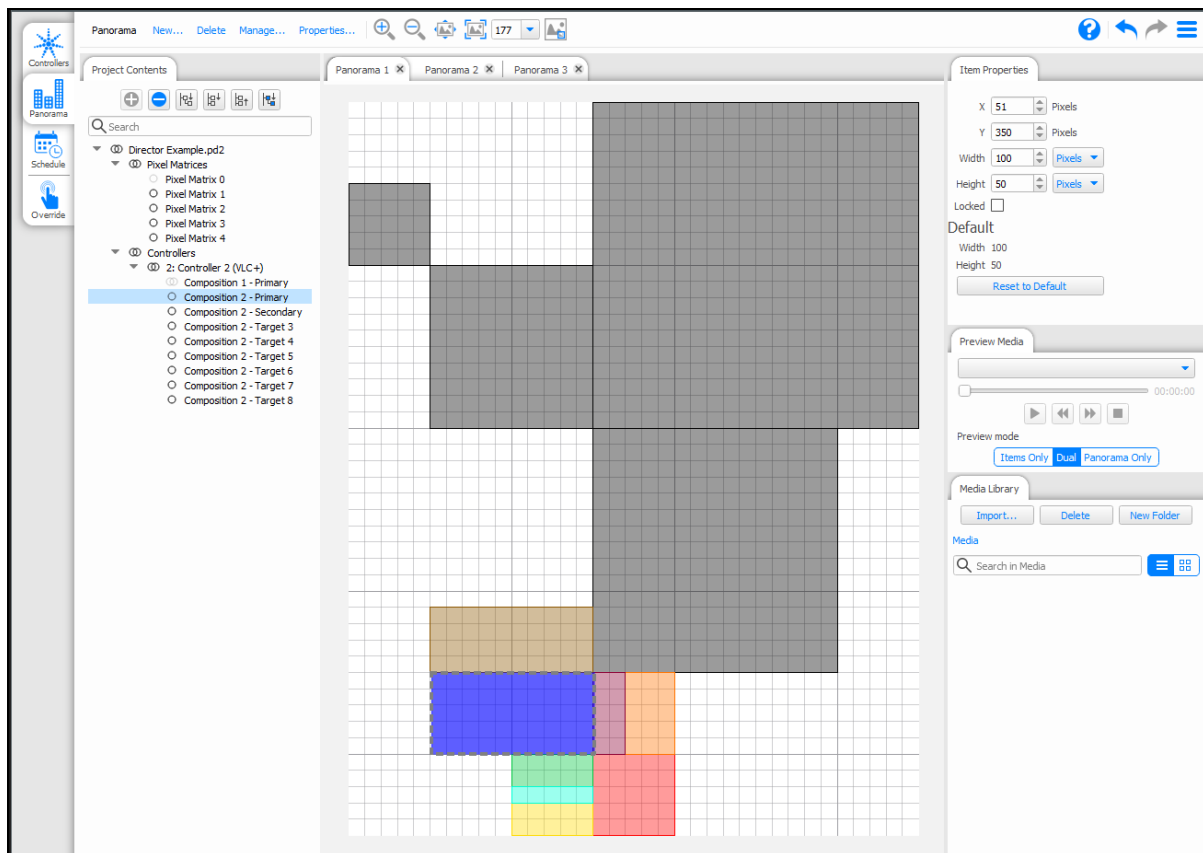 Panorama New... Delete Manage... Properties... 177 ?
Controllers
Panorama
Schedule
Override
Project Contents
Search
Director Example.pd2
Pixel Matrices
Pixel Matrix 0
Pixel Matrix 1
Pixel Matrix 2
Pixel Matrix 3
Pixel Matrix 4
Controllers
2: Controller 2 (VLC+)
Composition 1 - Primary
Composition 2 - Primary
Composition 2 - Secondary
Composition 2 - Target 3
Composition 2 - Target 4
Composition 2 - Target 5
Composition 2 - Target 6
Composition 2 - Target 7
Composition 2 - Target 8
Panorama 1 Panorama 2 Panorama 3
Item Properties
X 51 Pixels
Y 350 Pixels
Width 100 Pixels
Height 50 Pixels
Locked
Default
Width 100
Height 50
Reset to Default
Preview Media
00:00:00
Preview mode
Items Only Dual Panorama Only
Media Library
Import... Delete New Folder
Media
Search in Media